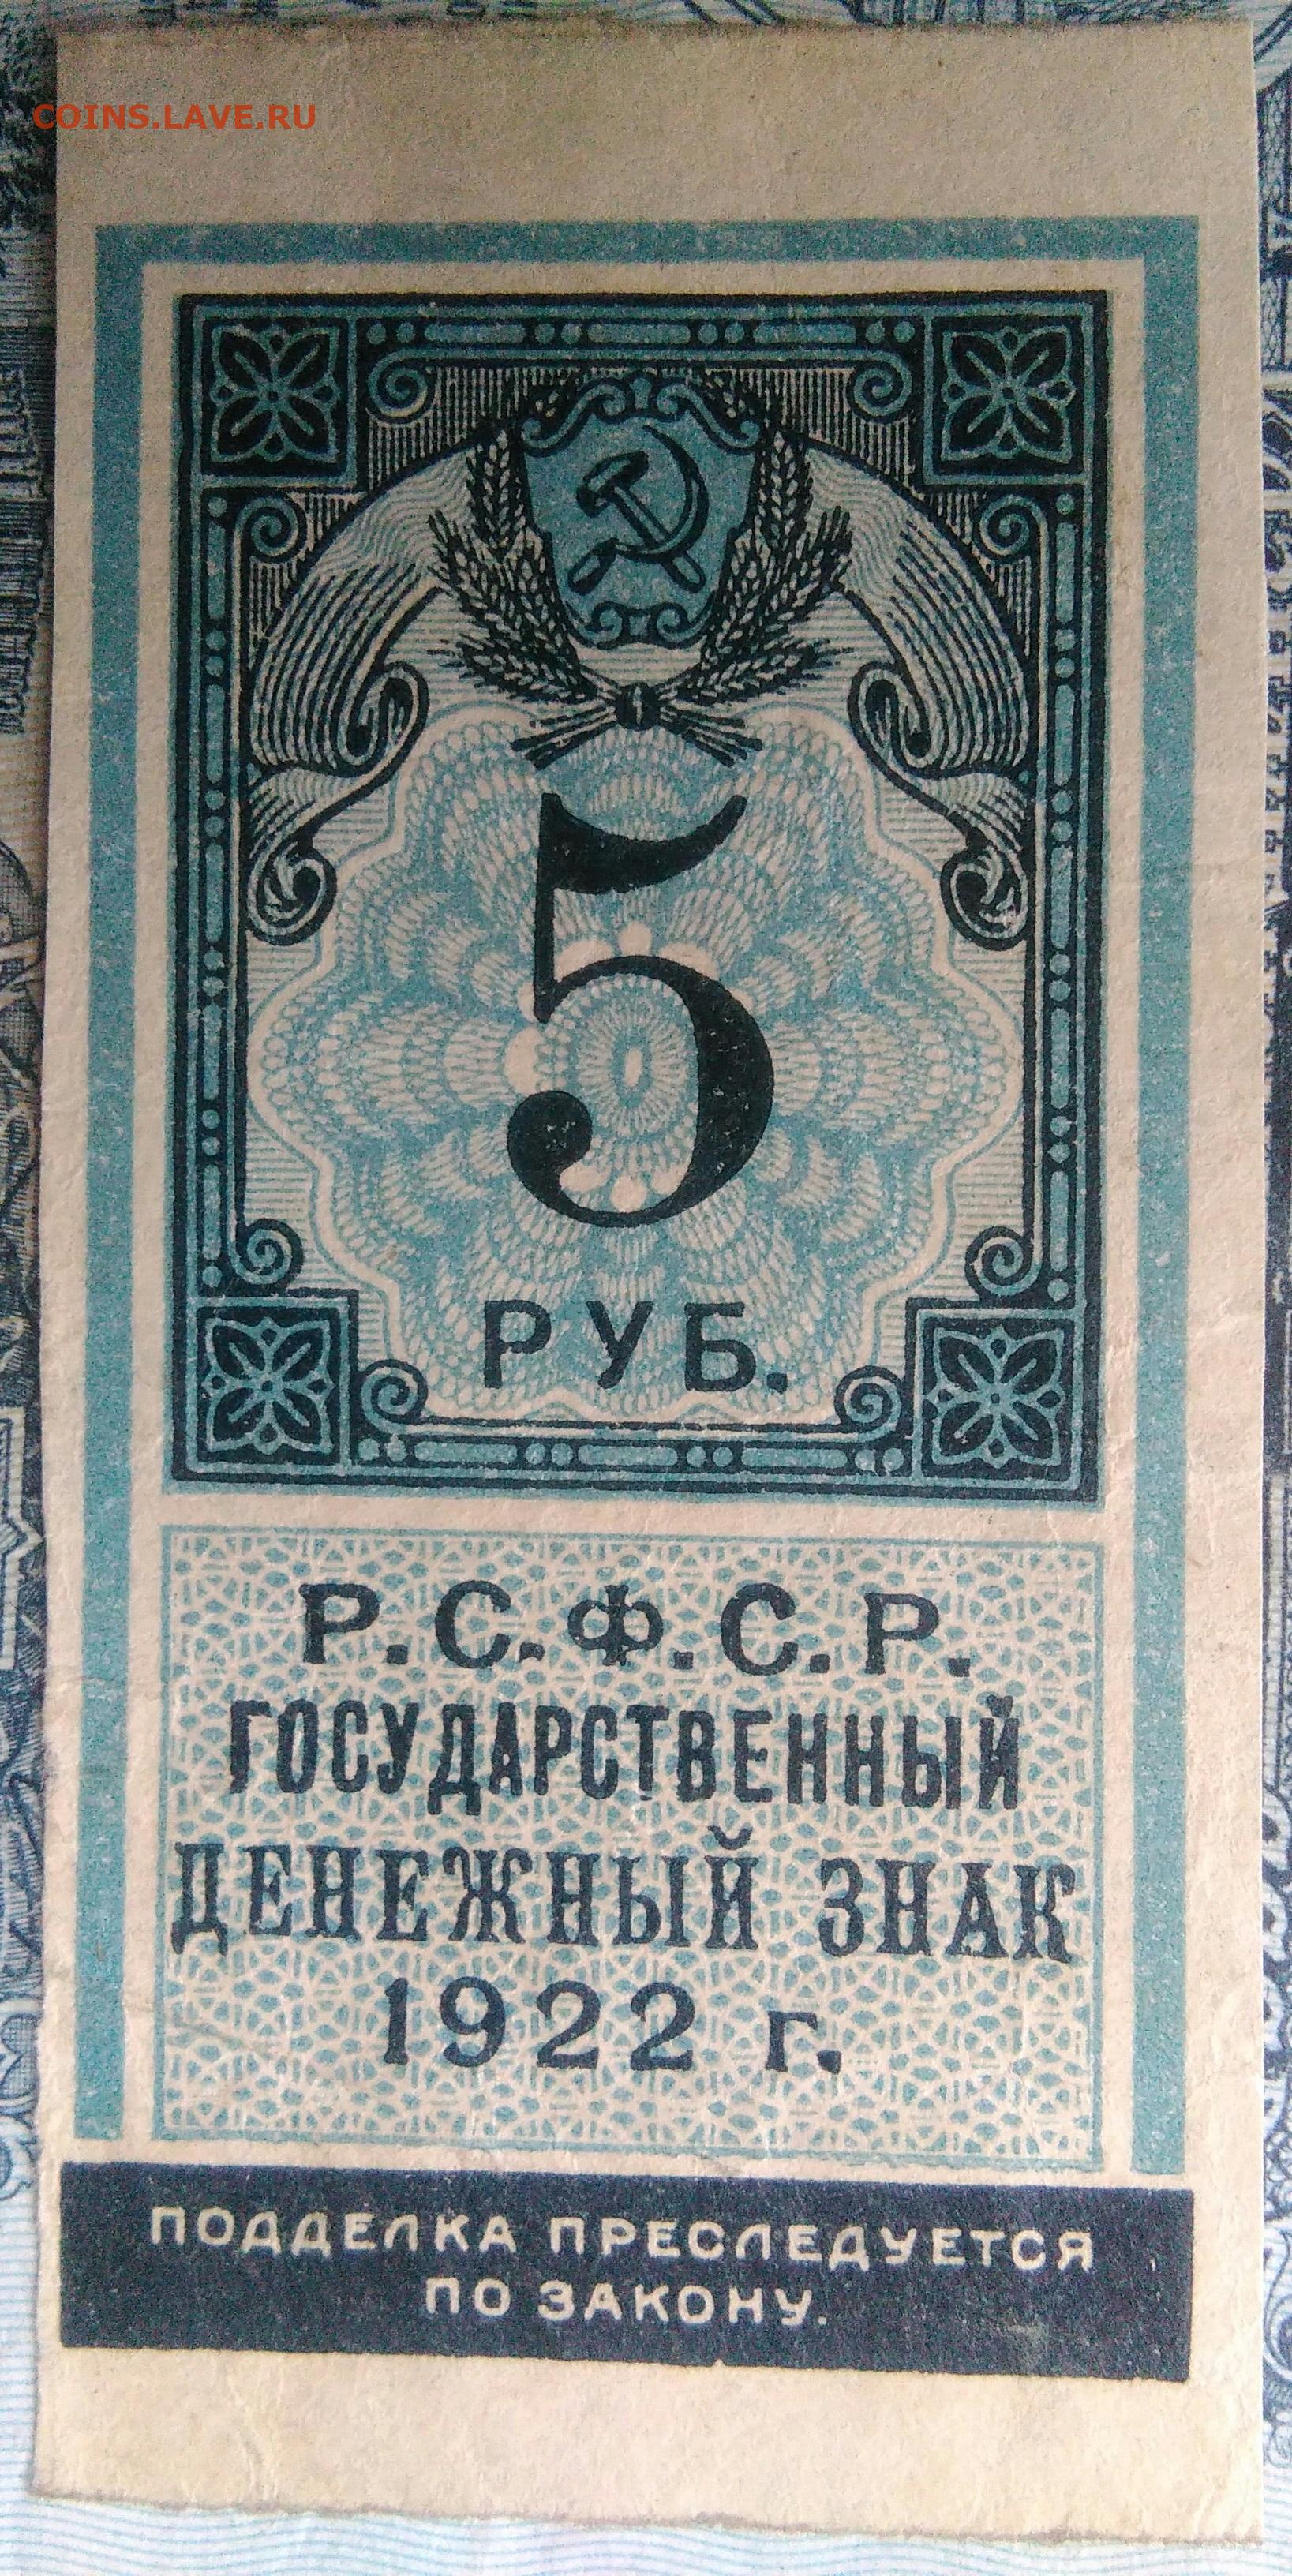 COINS.LAVE.RU
5
РУБ.
Р.С.Ф.С.Р.
ГОСУДАРСТВЕННЫЙ
ДЕНЕЖНЫЙ ЗНАК
1922 г.
ПОДДЕЛКА ПРЕСЛЕДУЕТСЯ
ПО ЗАКОНУ.